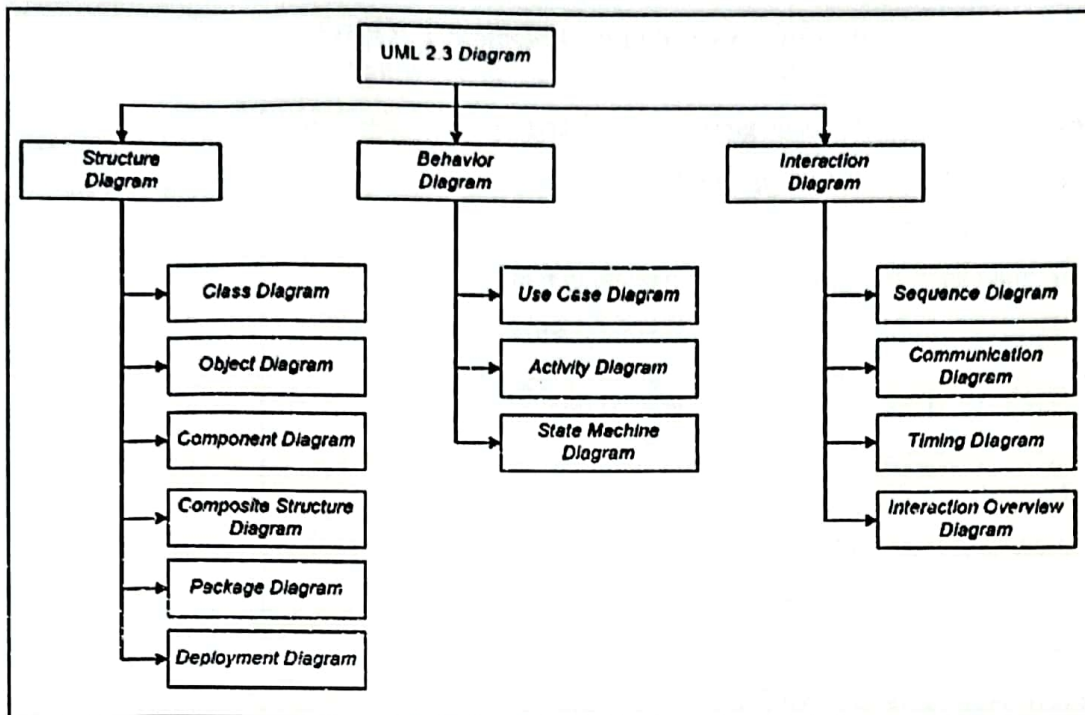 UML 2.3 Diagram
Structure
Diagram
Behavior
Diagram
Interaction
Diagram
Class Diagram
Object Diagram
Component Diagram
Composite Structure
Diagram
Package Diagram
Deployment Diagram
Use Case Diagram
Activity Diagram
State Machine
Diagram
Sequence Diagram
Communication
Diagram
Timing Diagram
Interaction Overview
Diagram